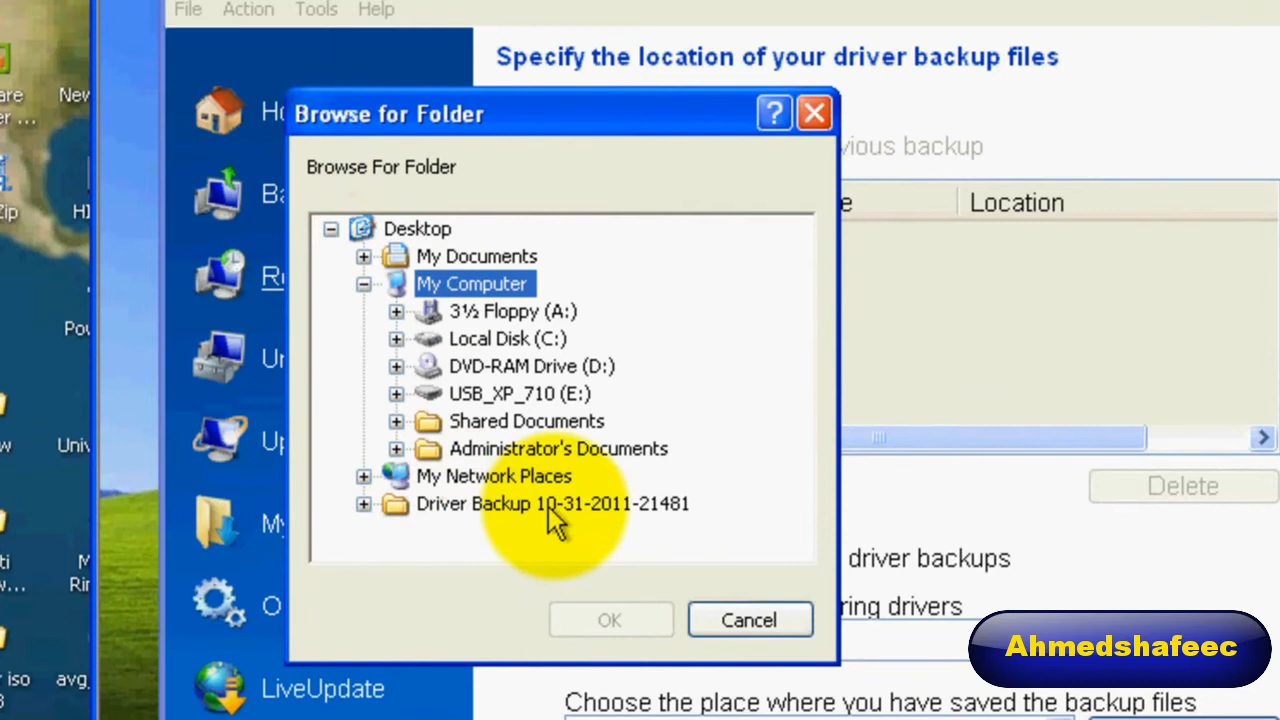 File Action Tools Help
Specify the location of your driver backup files
Browse for Folder
Browse For Folder
vious backup
Location
Desktop
My Documents
My Computer
3½ Floppy (A:)
Local Disk (C:)
DVD-RAM Drive (D:)
USB_XP_710 (E:)
Shared Documents
Administrator's Documents
My Network Places
Driver Backup 10-31-2011-21481
OK
Cancel
Delete
driver backups
ring drivers
LiveUpdate
Choose the place where you have saved the backup files
Ahmedshafeec